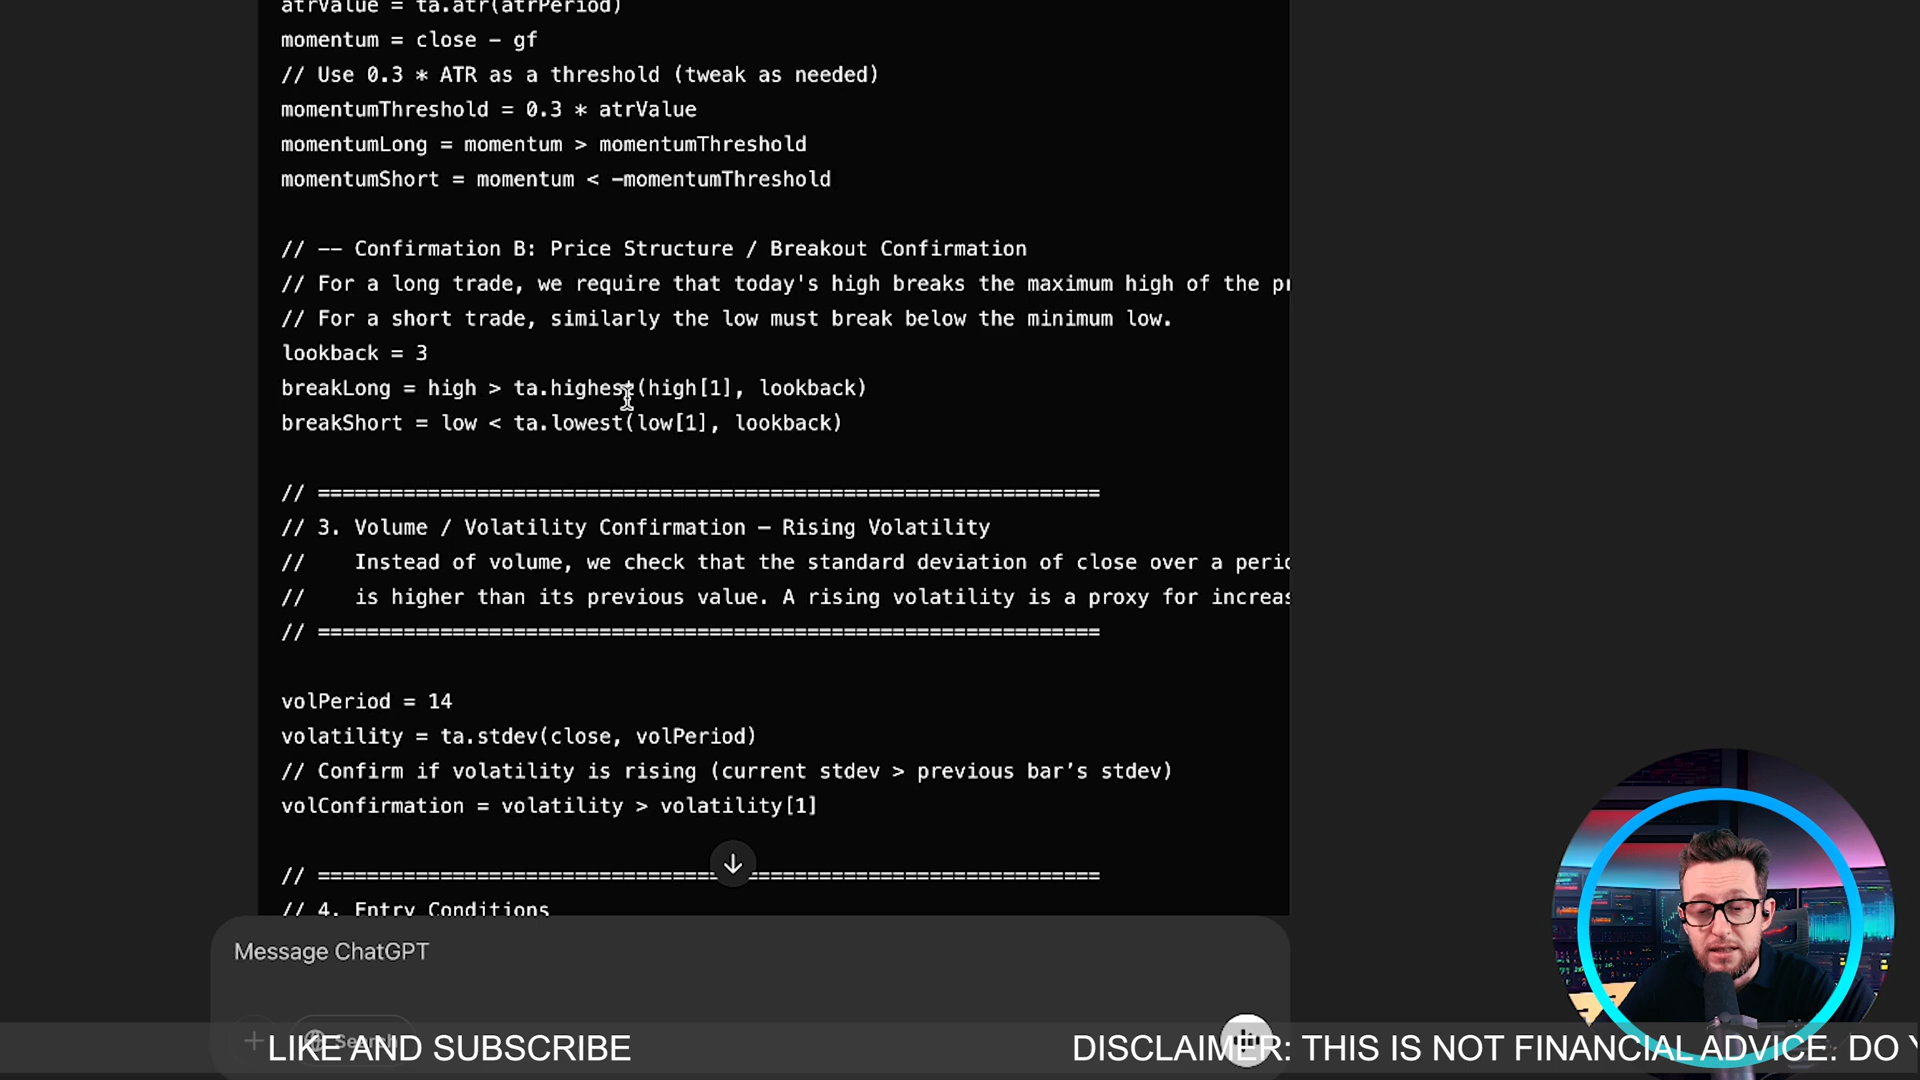 atrValue = ta.atr(atrPeriod)
momentum = close - gf
// Use 0.3 * ATR as a threshold (tweak as needed)
momentumThreshold = 0.3 * atrValue
momentumLong = momentum > momentumThreshold
momentumShort = momentum < -momentumThreshold
// -- Confirmation B: Price Structure / Breakout Confirmation
// For a long trade, we require that today's high breaks the maximum high of the
// For a short trade, similarly the low must break below the minimum low.
lookback = 3
breakLong = high > ta.highest(high[1], lookback)
breakShort = low < ta.lowest(low[1], lookback)
// ================================================================
// 3. Volume / Volatility Confirmation – Rising Volatility
//    Instead of volume, we check that the standard deviation of close over a
//    is higher than its previous value. A rising volatility is a proxy for
// ================================================================
volPeriod = 14
volatility = ta.stdev(close, volPeriod)
// Confirm if volatility is rising (current stdev > previous bar’s stdev)
volConfirmation = volatility > volatility[1]
// ================================================================
// 4. Entry Conditions
Message ChatGPT
Search
LIKE AND SUBSCRIBE
DISCLAIMER: THIS IS NOT FINANCIAL ADVICE. DO